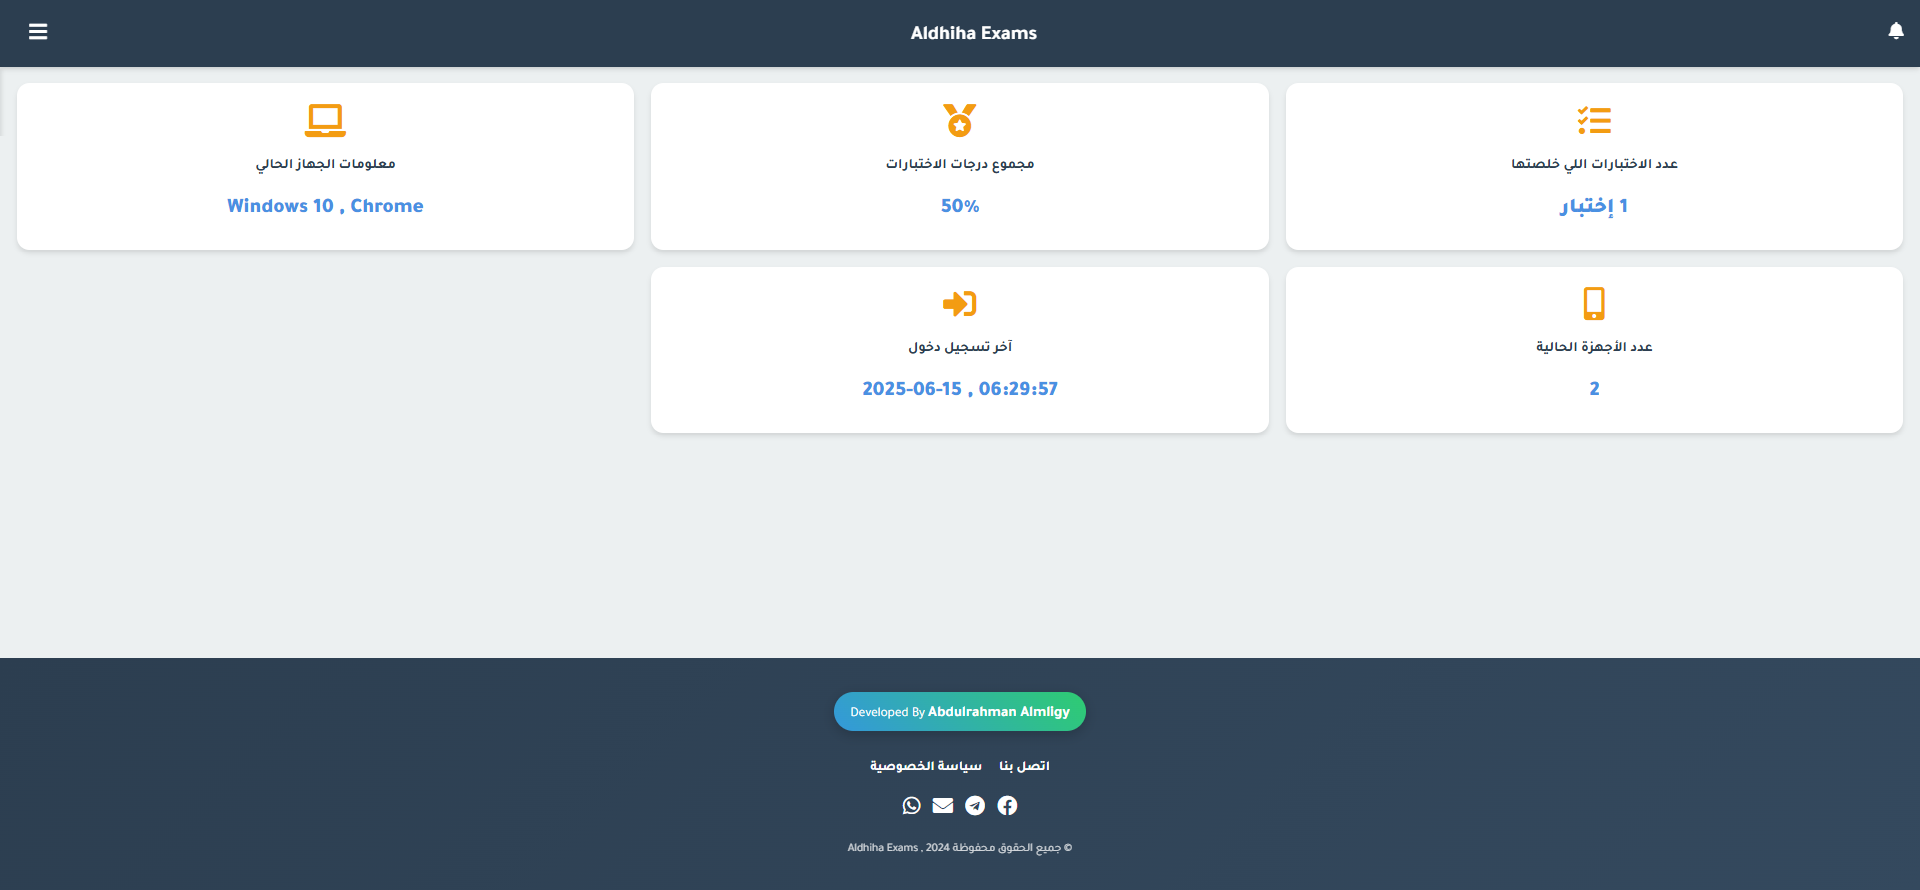 Aldhiha Exams
عدد الاختبارات اللي خلصتها
1 إختبار
مجموع درجات الاختبارات
50%
معلومات الجهاز الحالي
Windows 10 , Chrome
عدد الأجهزة الحالية
2
آخر تسجيل دخول
2025-06-15 , 06:29:57
Developed By Abdulrahman Almligy
اتصل بنا سياسة الخصوصية
© جميع الحقوق محفوظة Aldhiha Exams , 2024